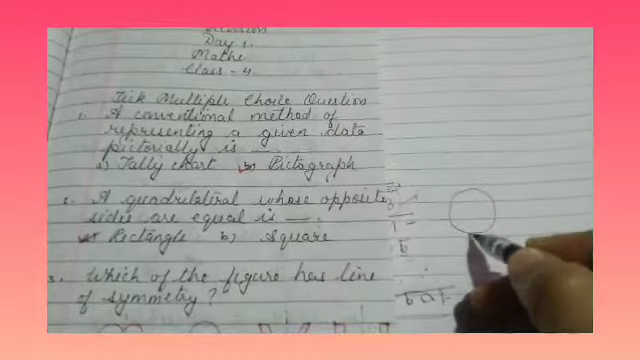 Day 1.
Maths
Class - 4
Tick Multiple Choice Question
1. A conventional method of
representing a given data
pictorially is __.
a) Tally chart b) Pictograph
2. A quadrilateral whose opposite
sides are equal is __.
a) Rectangle b) Square
3. Which of the figure has line
of symmetry?